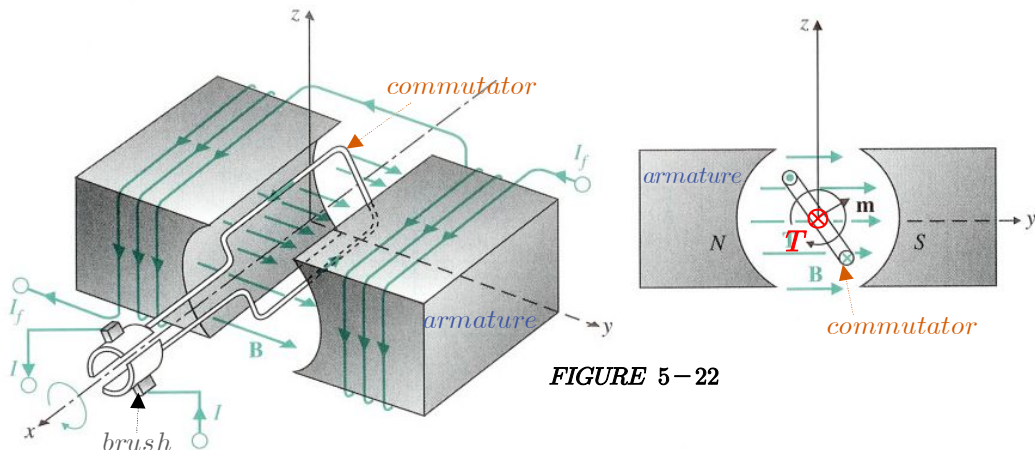 z
commutator
I_f
armature
y
B
I_f
I
I
x
brush
z
armature
m
N
T
S
y
B
commutator
FIGURE 5-22